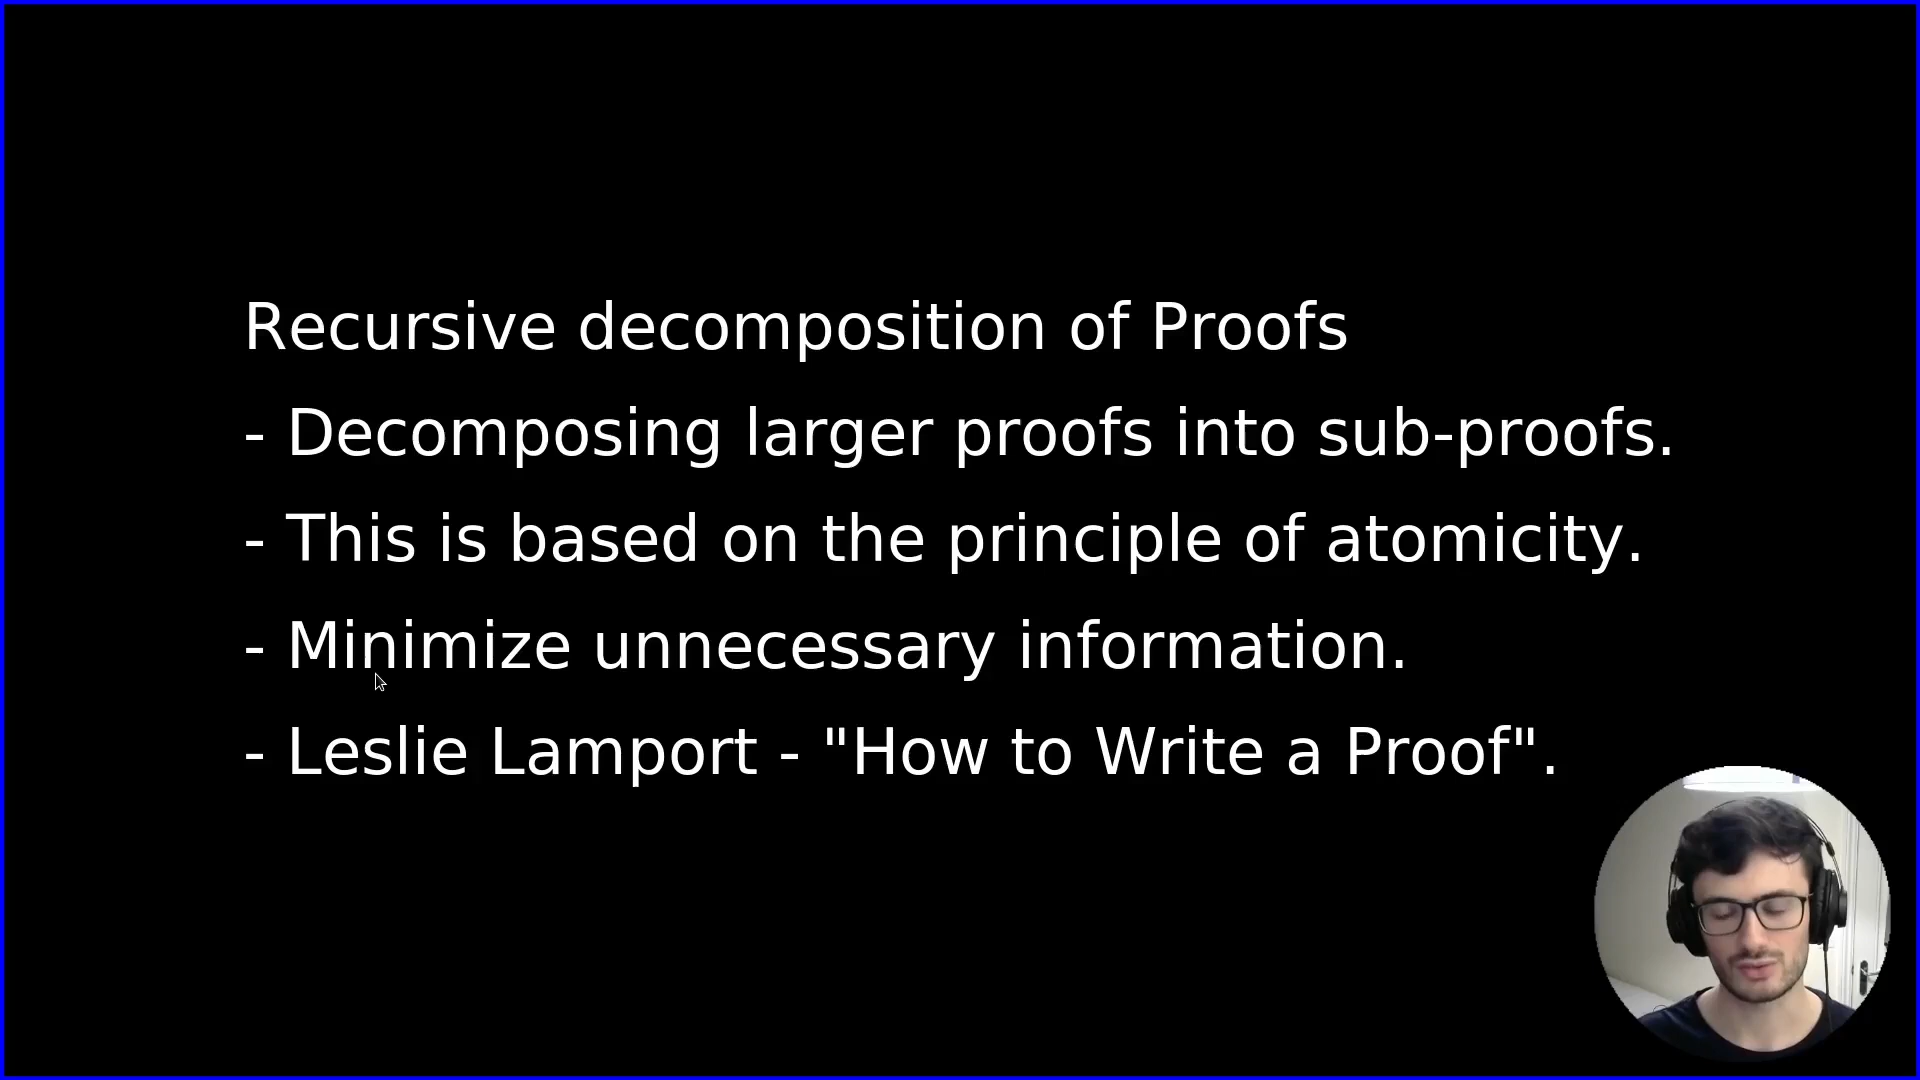 Recursive decomposition of Proofs
- Decomposing larger proofs into sub-proofs.
- This is based on the principle of atomicity.
- Minimize unnecessary information.
- Leslie Lamport - "How to Write a Proof".